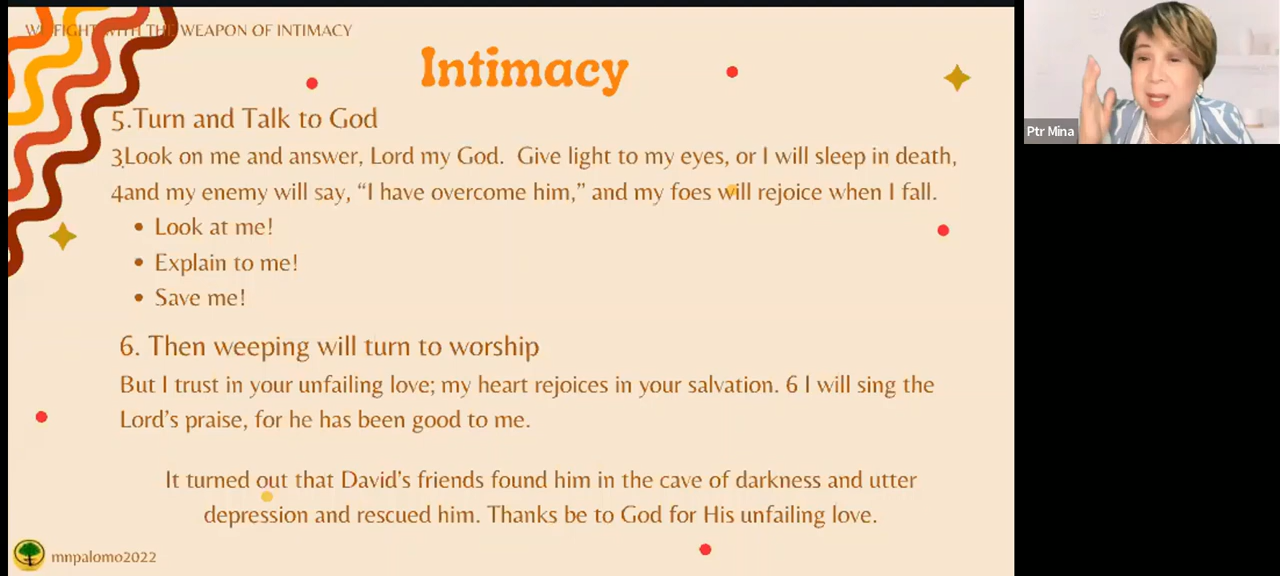 WE FIGHT WITH THE WEAPON OF INTIMACY
Intimacy
5.Turn and Talk to God
3Look on me and answer, Lord my God. Give light to my eyes, or I will sleep in death,
4and my enemy will say, “I have overcome him,” and my foes will rejoice when I fall.
• Look at me!
• Explain to me!
• Save me!
6. Then weeping will turn to worship
But I trust in your unfailing love; my heart rejoices in your salvation. 6 I will sing the
Lord’s praise, for he has been good to me.
It turned out that David’s friends found him in the cave of darkness and utter
depression and rescued him. Thanks be to God for His unfailing love.
mnpalomo2022
Ptr Mina